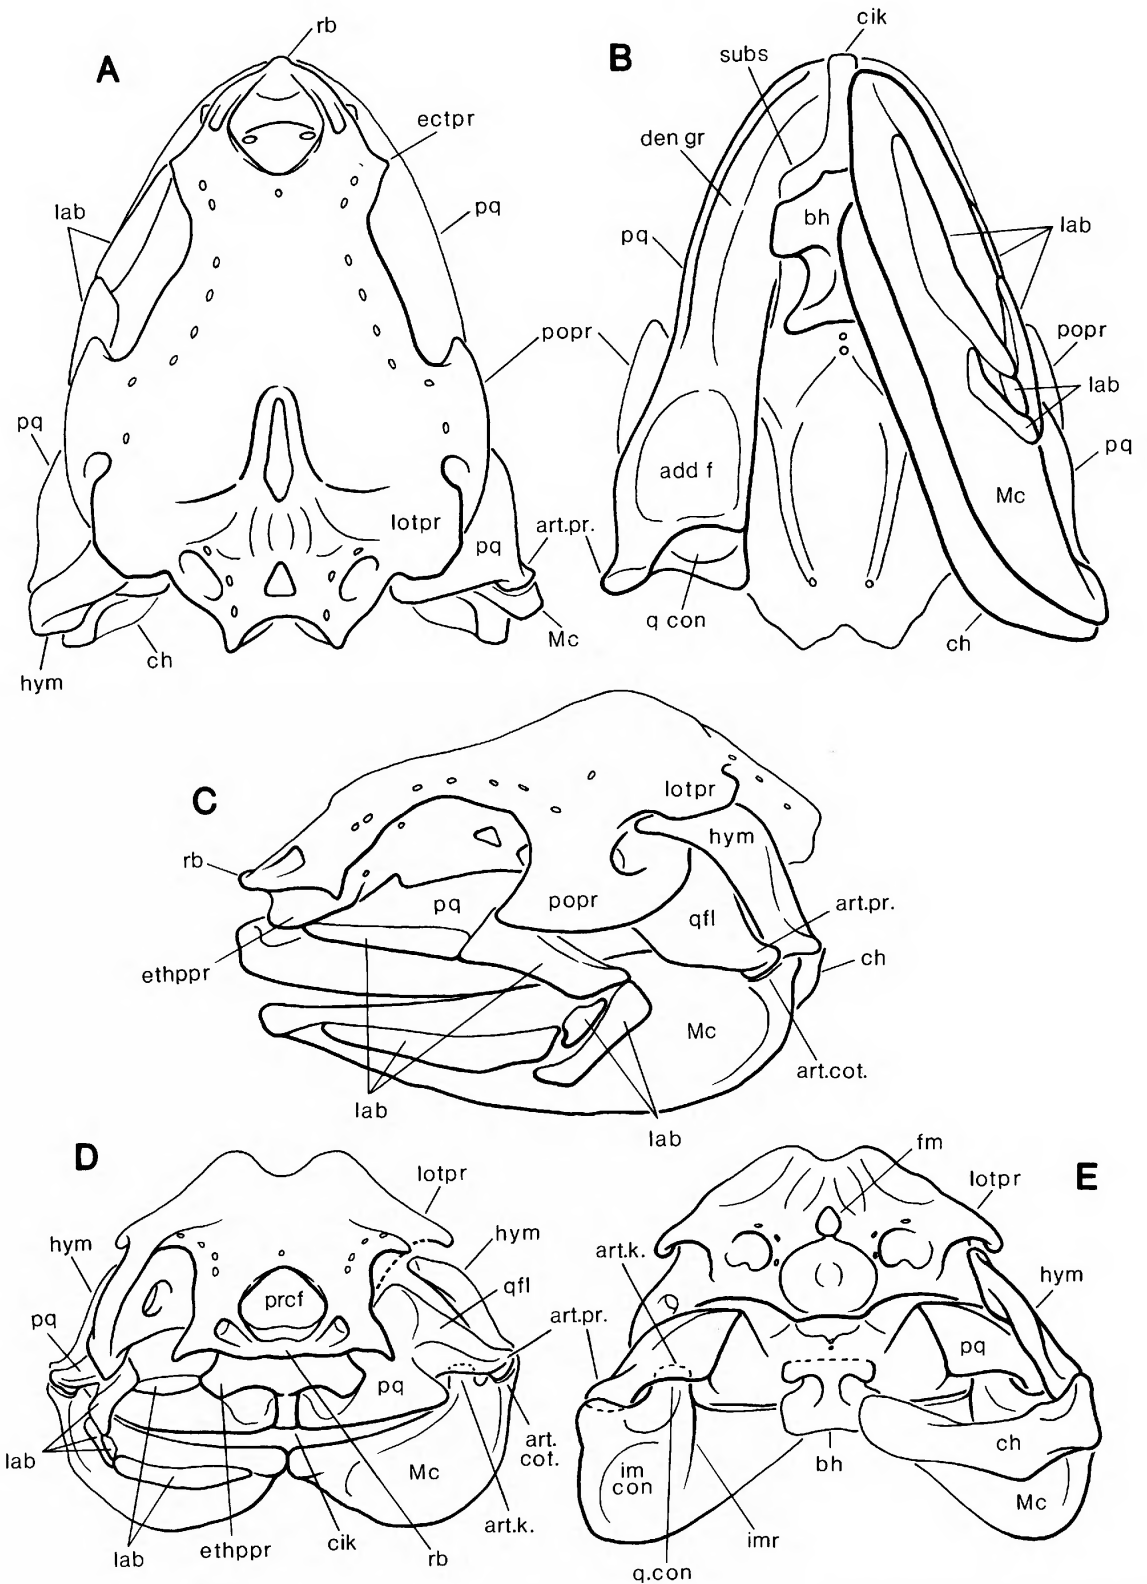 A
rb
ectpr
lab
pq
popr
pq
lotpr
pq
art.pr.
Mc
ch
hym
B
cik
subs
den gr
bh
pq
lab
popr
lab
pq
add f
Mc
q con
ch
C
lotpr
hym
rb
pq
popr
qfl
art.pr.
ethppr
ch
Mc
art.cot.
lab
lab
D
lotpr
hym
hym
qfl
prcf
pq
art.pr.
pq
art.
cot.
lab
Mc
art.k.
lab
ethppr
cik
rb
E
fm
lotpr
art.k.
hym
pq
im
con
bh
ch
Mc
imr
q.con